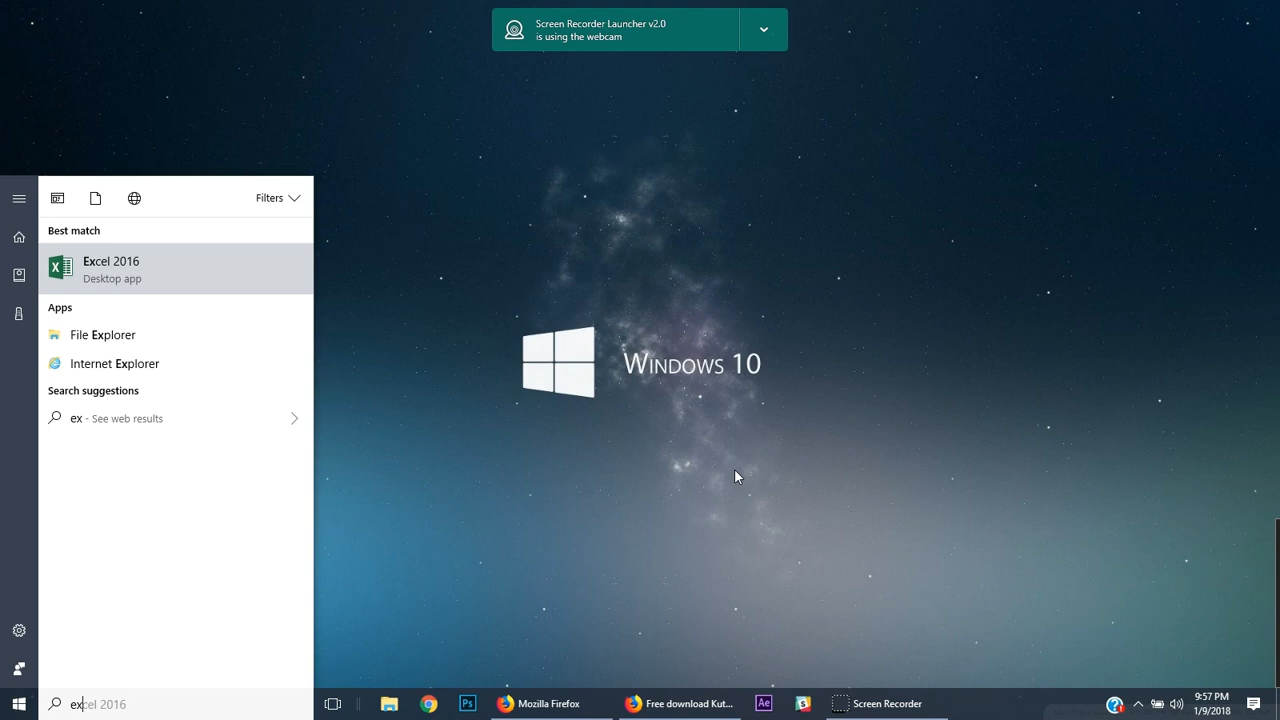 Screen Recorder Launcher v2.0
is using the webcam
Filters
Best match
Excel 2016
Desktop app
Apps
File Explorer
Internet Explorer
Search suggestions
ex - See web results
WINDOWS 10
excel 2016
Ps
Mozilla Firefox
Free download Kut...
Ae
Screen Recorder
9:57 PM
1/9/2018